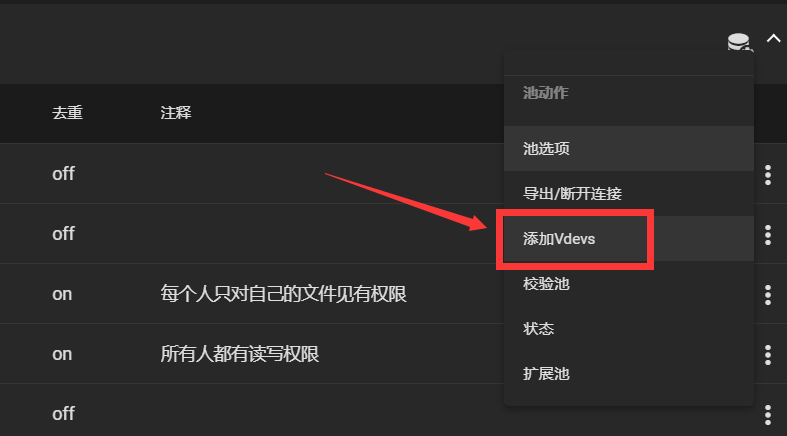 池动作
去重 注释
池选项
off
导出/断开连接
off
添加Vdevs
校验池
on 每个人只对自己的文件见有权限
状态
on 所有人都有读写权限
扩展池
off